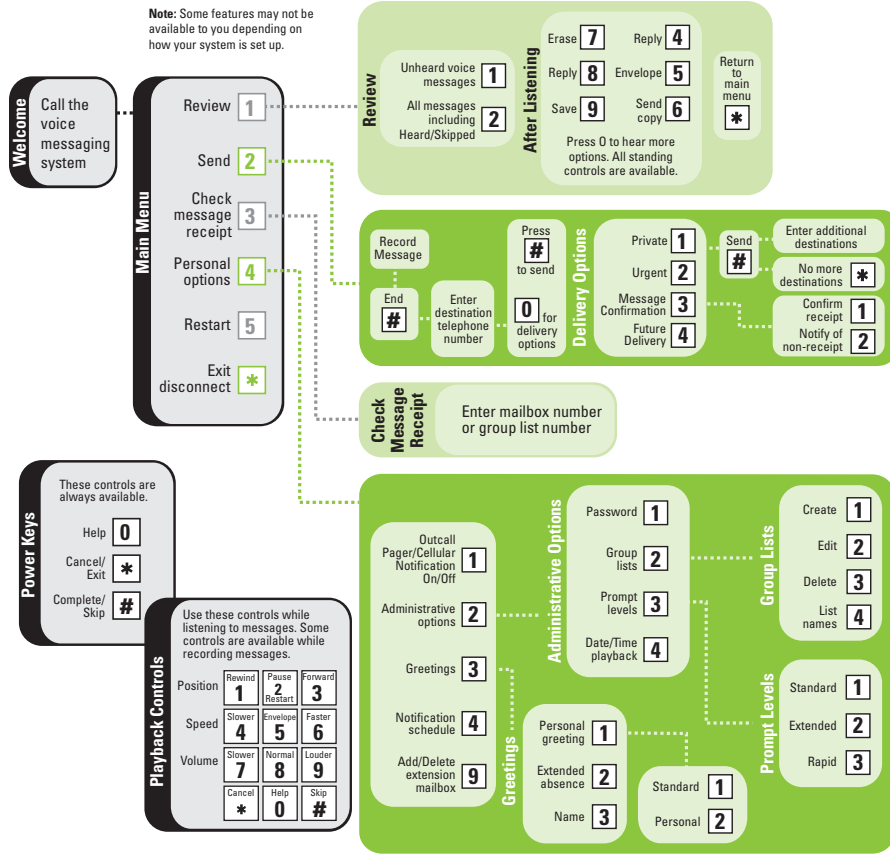 Note: Some features may not be
available to you depending on
how your system is set up.
Welcome
Call the
voice
messaging
system
Main Menu
Review 1
Send 2
Check
message
receipt 3
Personal
options 4
Restart 5
Exit
disconnect *
Review
Unheard voice
messages 1
All messages
including
Heard/Skipped 2
After Listening
Erase 7 Reply 4
Reply 8 Envelope 5
Save 9 Send
copy 6
Press 0 to hear more
options. All standing
controls are available.
Return
to
main
menu
*
Record
Message
End
#
Enter
destination
telephone
number
Press
#
to send
0 for
delivery
options
Delivery Options
Private 1
Urgent 2
Message
Confirmation 3
Future
Delivery 4
Send
#
Enter additional
destinations
No more
destinations *
Confirm
receipt 1
Notify of
non-receipt 2
Check
Message
Receipt
Enter mailbox number
or group list number
Power Keys
These controls are
always available.
Help 0
Cancel/
Exit *
Complete/
Skip #
Playback Controls
Use these controls while
listening to messages. Some
controls are available while
recording messages.
Position
Rewind
1
Pause
2
Restart
Forward
3
Speed
Slower
4
Envelope
5
Faster
6
Volume
Slower
7
Normal
8
Louder
9
Cancel
*
Help
0
Skip
#
Outcall
Pager/Cellular
Notification
On/Off 1
Administrative
options 2
Greetings 3
Notification
schedule 4
Add/Delete
extension
mailbox 9
Administrative Options
Password 1
Group
lists 2
Prompt
levels 3
Date/Time
playback 4
Group Lists
Create 1
Edit 2
Delete 3
List
names 4
Prompt Levels
Standard 1
Extended 2
Rapid 3
Greetings
Personal
greeting 1
Extended
absence 2
Name 3
Standard 1
Personal 2